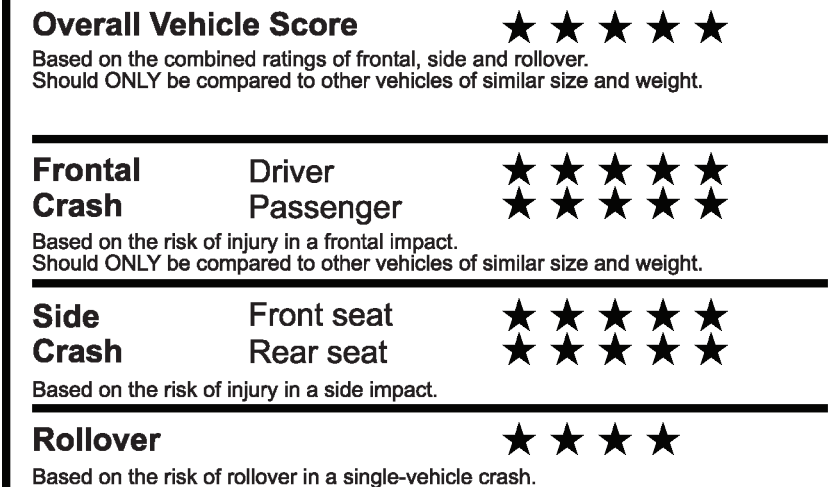 Overall Vehicle Score ★ ★ ★ ★ ★
Based on the combined ratings of frontal, side and rollover.
Should ONLY be compared to other vehicles of similar size and weight.
Frontal Driver ★ ★ ★ ★ ★
Crash Passenger ★ ★ ★ ★ ★
Based on the risk of injury in a frontal impact.
Should ONLY be compared to other vehicles of similar size and weight.
Side Front seat ★ ★ ★ ★ ★
Crash Rear seat ★ ★ ★ ★ ★
Based on the risk of injury in a side impact.
Rollover ★ ★ ★ ★
Based on the risk of rollover in a single-vehicle crash.